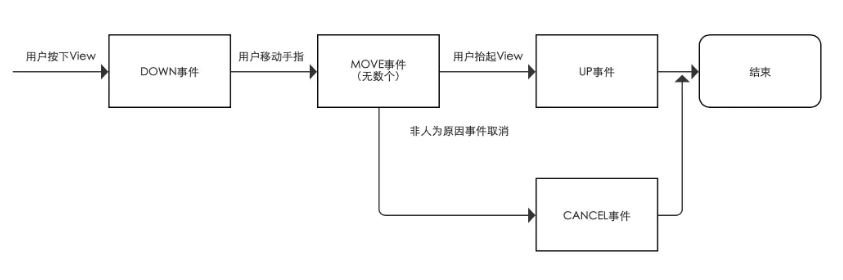 用户按下View
DOWN事件
用户移动手指
MOVE事件
（无数个）
用户抬起View
UP事件
结束
非人为原因事件取消
CANCEL事件